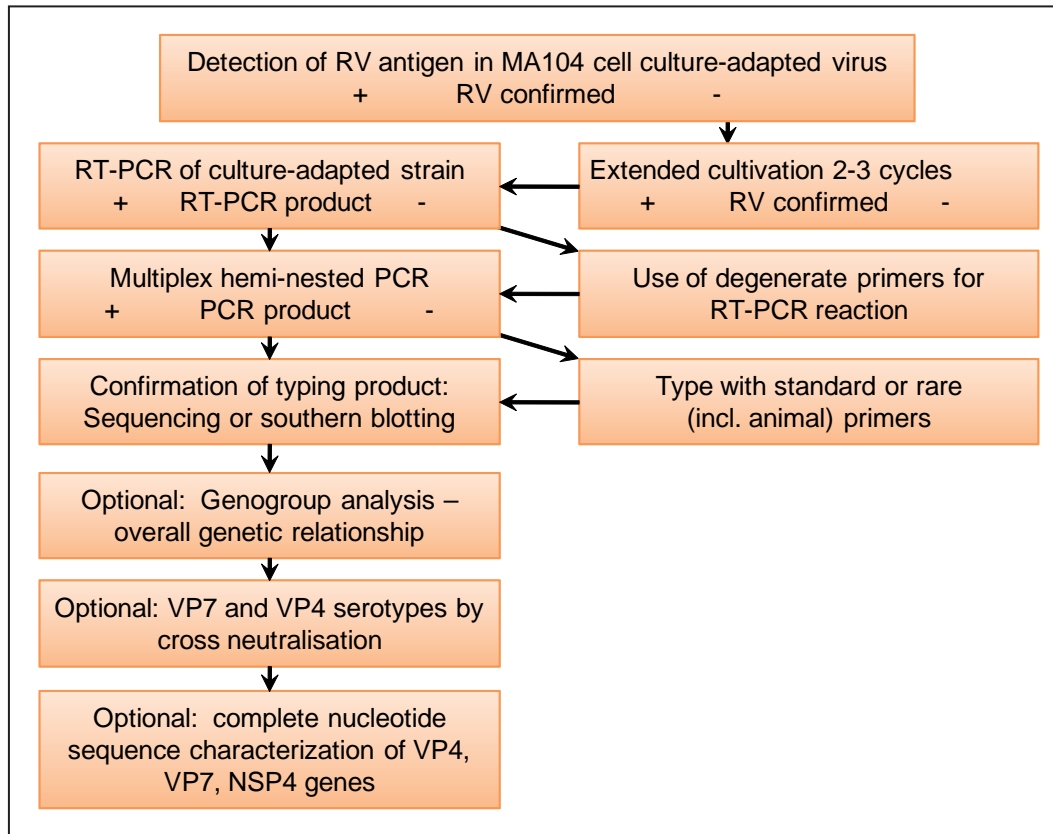 Detection of RV antigen in MA104 cell culture-adapted virus
+ RV confirmed -
RT-PCR of culture-adapted strain
+ RT-PCR product -
Extended cultivation 2-3 cycles
+ RV confirmed -
Multiplex hemi-nested PCR
+ PCR product -
Use of degenerate primers for
RT-PCR reaction
Confirmation of typing product:
Sequencing or southern blotting
Type with standard or rare
(incl. animal) primers
Optional: Genogroup analysis –
overall genetic relationship
Optional: VP7 and VP4 serotypes by
cross neutralisation
Optional: complete nucleotide
sequence characterization of VP4,
VP7, NSP4 genes